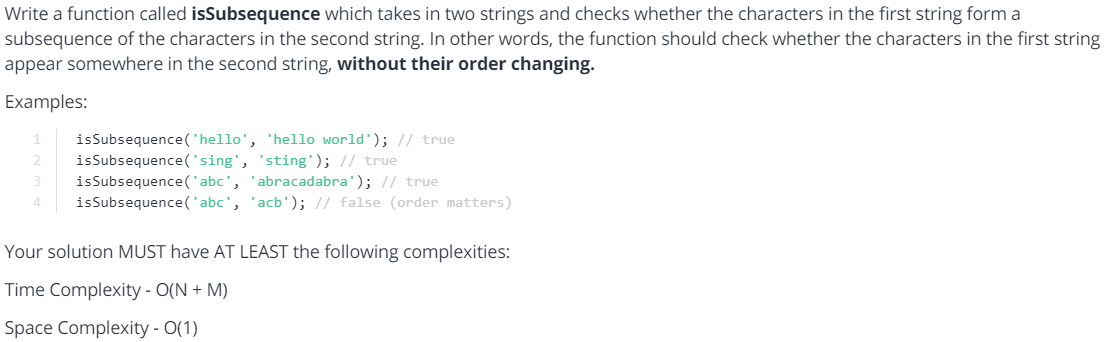 Write a function called isSubsequence which takes in two strings and checks whether the characters in the first string form a
subsequence of the characters in the second string. In other words, the function should check whether the characters in the first string
appear somewhere in the second string, without their order changing.
Examples:
1 isSubsequence('hello', 'hello world'); // true
2 isSubsequence('sing', 'sting'); // true
3 isSubsequence('abc', 'abracadabra'); // true
4 isSubsequence('abc', 'acb'); // false (order matters)
Your solution MUST have AT LEAST the following complexities:
Time Complexity - O(N + M)
Space Complexity - O(1)